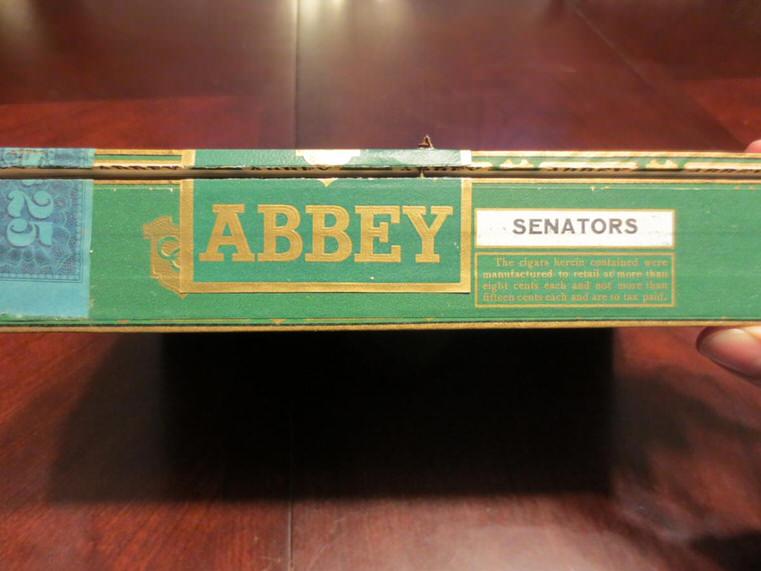 25
ABBEY
SENATORS
The cigars herein contained were
manufactured to retail at more than
eight cents each and not more than
fifteen cents each and are so tax paid.